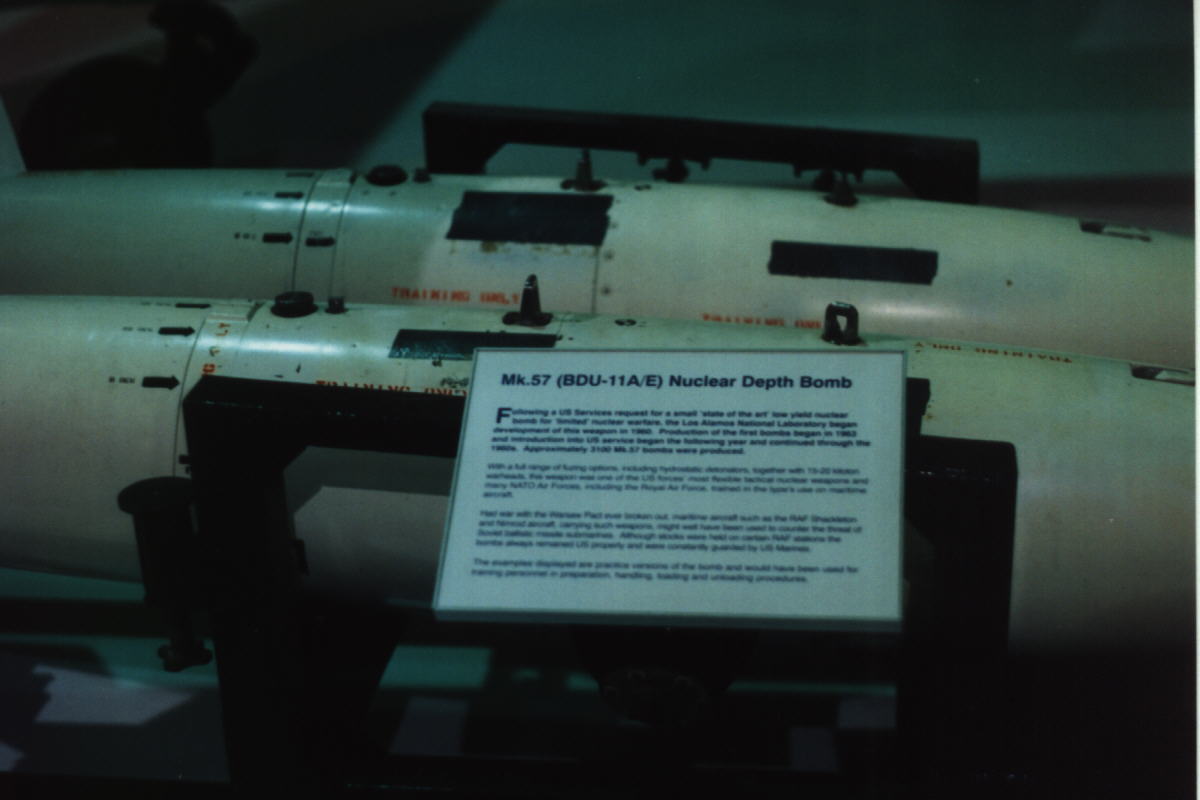 TRAINING ONLY
TRAINING ONLY
TRAINING ONLY
Mk.57 (BDU-11A/E) Nuclear Depth Bomb
Following a US Services request for a small 'state of the art' low yield nuclear
bomb for 'limited' nuclear warfare, the Los Alamos National Laboratory began
development of this weapon in 1960. Production of the first bombs began in 1963
and introduction into US service began the following year and continued through the
1960s. Approximately 3100 Mk.57 bombs were produced.
With a full range of fuzing options, including hydrostatic detonators, together with 15-20 kiloton
warheads, this weapon was one of the US forces' most flexible tactical nuclear weapons and
many NATO Air Forces, including the Royal Air Force, trained in the type's use on maritime
aircraft.
Had war with the Warsaw Pact ever broken out, maritime aircraft such as the RAF Shackleton
and Nimrod aircraft, carrying such weapons, might well have been used to counter the threat of
Soviet ballistic missile submarines. Although stocks were held on certain RAF stations the
bombs always remained US property and were constantly guarded by US Marines.
The examples displayed are practice versions of the bomb and would have been used for
training personnel in preparation, handling, loading and unloading procedures.